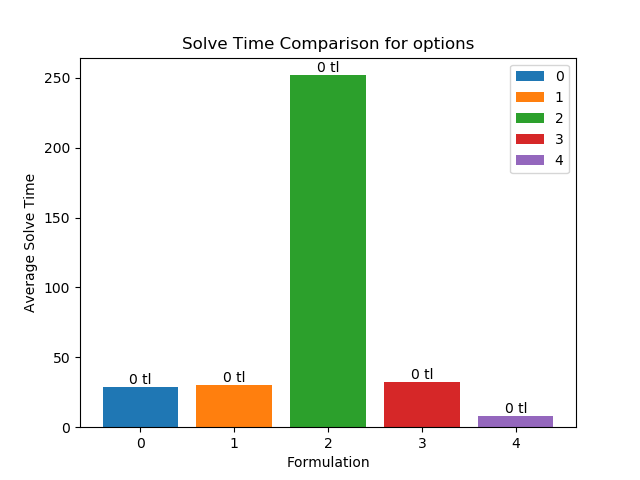 Solve Time Comparison for options
0 tl
0
1
2
3
4
250
200
150
100
50
0
Average Solve Time
0 tl
0 tl
0 tl
0 tl
0 1 2 3 4
Formulation